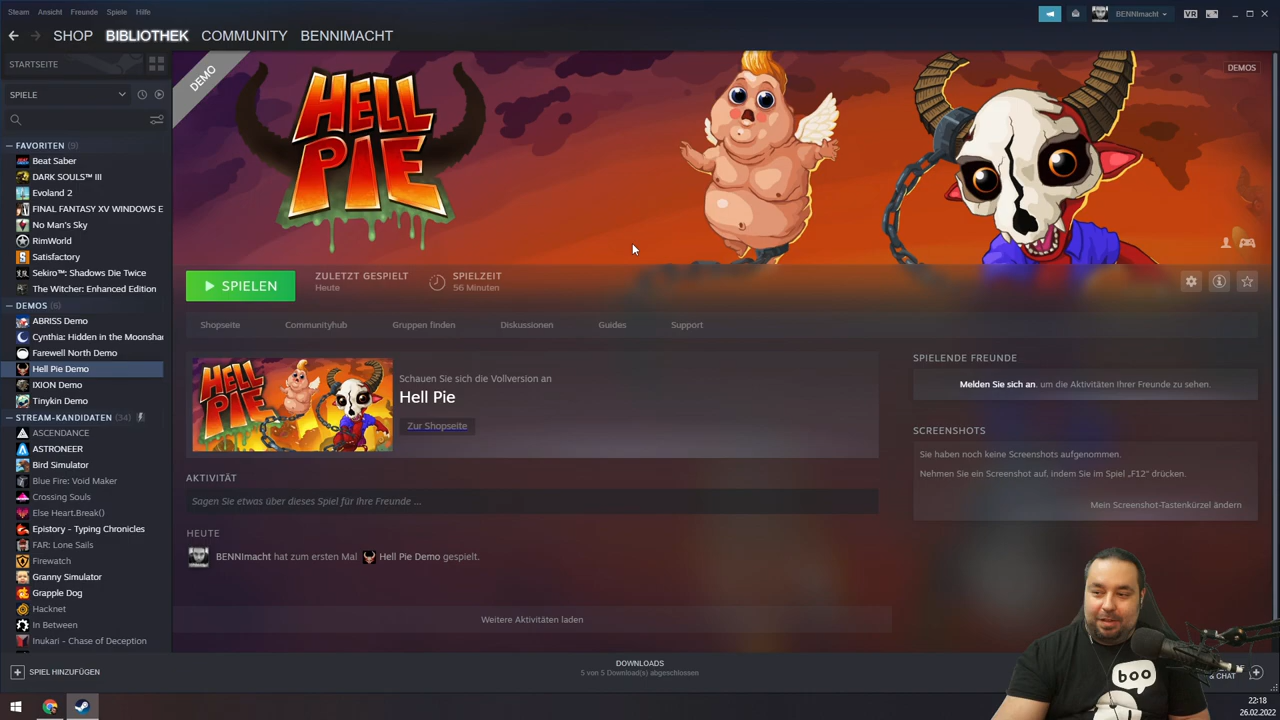 Steam Ansicht Freunde Spiele Hilfe
BENNImacht
VR
SHOP BIBLIOTHEK COMMUNITY BENNIMACHT
STARTSEITE
SPIELE
FAVORITEN (9)
Beat Saber
DARK SOULS™ III
Evoland 2
FINAL FANTASY XV WINDOWS E
No Man's Sky
RimWorld
Satisfactory
Sekiro™: Shadows Die Twice
The Witcher: Enhanced Edition
DEMOS (6)
ABRISS Demo
Cynthia: Hidden in the Moonshad
Farewell North Demo
Hell Pie Demo
IXION Demo
Tinykin Demo
STREAM-KANDIDATEN (34)
ASCENDANCE
ASTRONEER
Bird Simulator
Blue Fire: Void Maker
Crossing Souls
Else Heart.Break()
Epistory - Typing Chronicles
FAR: Lone Sails
Firewatch
Granny Simulator
Grapple Dog
Hacknet
In Between
Inukari - Chase of Deception
SPIEL HINZUFÜGEN
DEMO
HELL
PIE
DEMOS
SPIELEN
ZULETZT GESPIELT
Heute
SPIELZEIT
56 Minuten
Shopseite Communityhub Gruppen finden Diskussionen Guides Support
HELL
PIE
Schauen Sie sich die Vollversion an
Hell Pie
Zur Shopseite
AKTIVITÄT
Sagen Sie etwas über dieses Spiel für Ihre Freunde ...
HEUTE
BENNImacht hat zum ersten Mal Hell Pie Demo gespielt.
Weitere Aktivitäten laden
SPIELENDE FREUNDE
Melden Sie sich an, um die Aktivitäten Ihrer Freunde zu sehen.
SCREENSHOTS
Sie haben noch keine Screenshots aufgenommen.
Nehmen Sie ein Screenshot auf, indem Sie im Spiel „F12" drücken.
Mein Screenshot-Tastenkürzel ändern
DOWNLOADS
5 von 5 Download(s) abgeschlossen
& CHAT
boo
22:18
26.02.2022